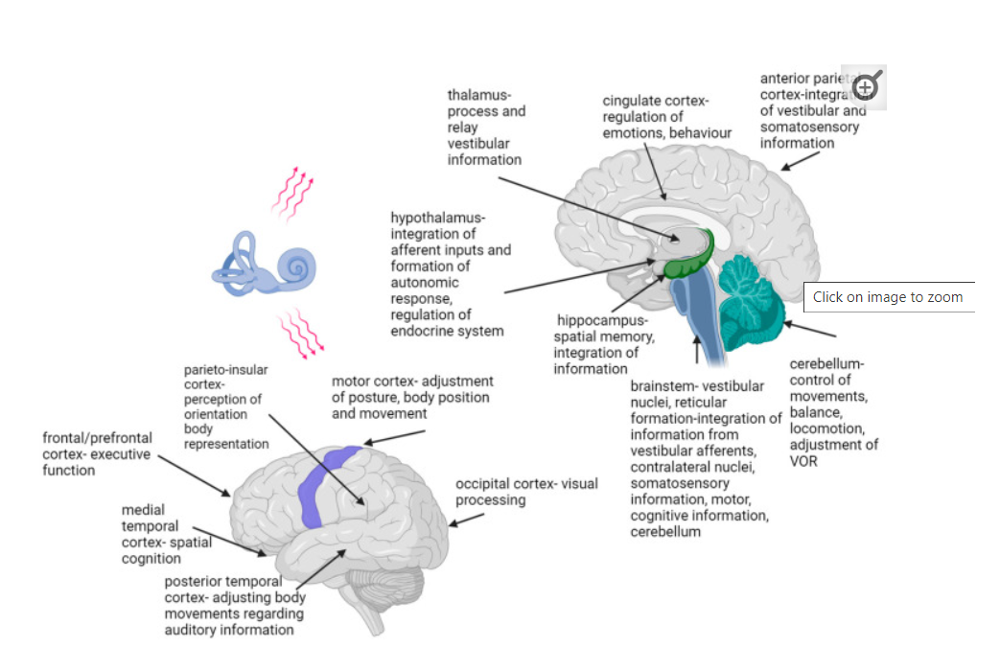 thalamus-
process and
relay
vestibular
information
cingulate cortex-
regulation of
emotions, behaviour
anterior parietal
cortex-integration
of vestibular and
somatosensory
information
hypothalamus-
integration of
afferent inputs and
formation of
autonomic
response,
regulation of
endocrine system
Click on image to zoom
hippocampus-
spatial memory,
integration of
information
brainstem- vestibular
nuclei, reticular
formation-integration of
information from
vestibular afferents,
contralateral nuclei,
somatosensory
information, motor,
cognitive information,
cerebellum
cerebellum-
control of
movements,
balance,
locomotion,
adjustment of
VOR
parieto-insular
cortex-
perception of
orientation
body
representation
motor cortex- adjustment
of posture, body position
and movement
frontal/prefrontal
cortex- executive
function
occipital cortex- visual
processing
medial
temporal
cortex- spatial
cognition
posterior temporal
cortex- adjusting body
movements regarding
auditory information